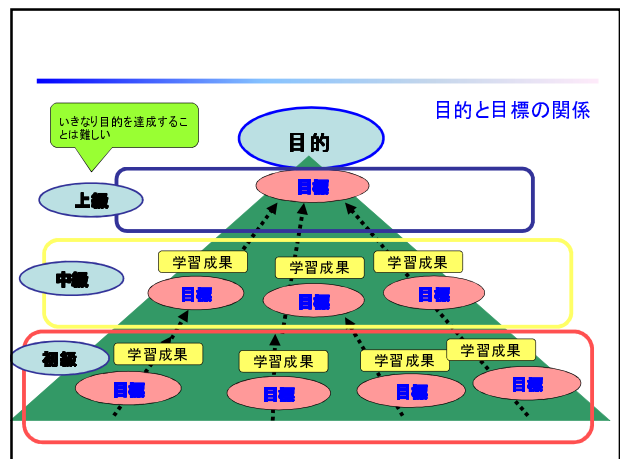 目的と目標の関係
いきなり目的を達成するこ
とは難しい
目的
目標
上級
学習成果
学習成果
学習成果
中級
目標
目標
目標
初級
学習成果
学習成果
学習成果
学習成果
目標
目標
目標
目標